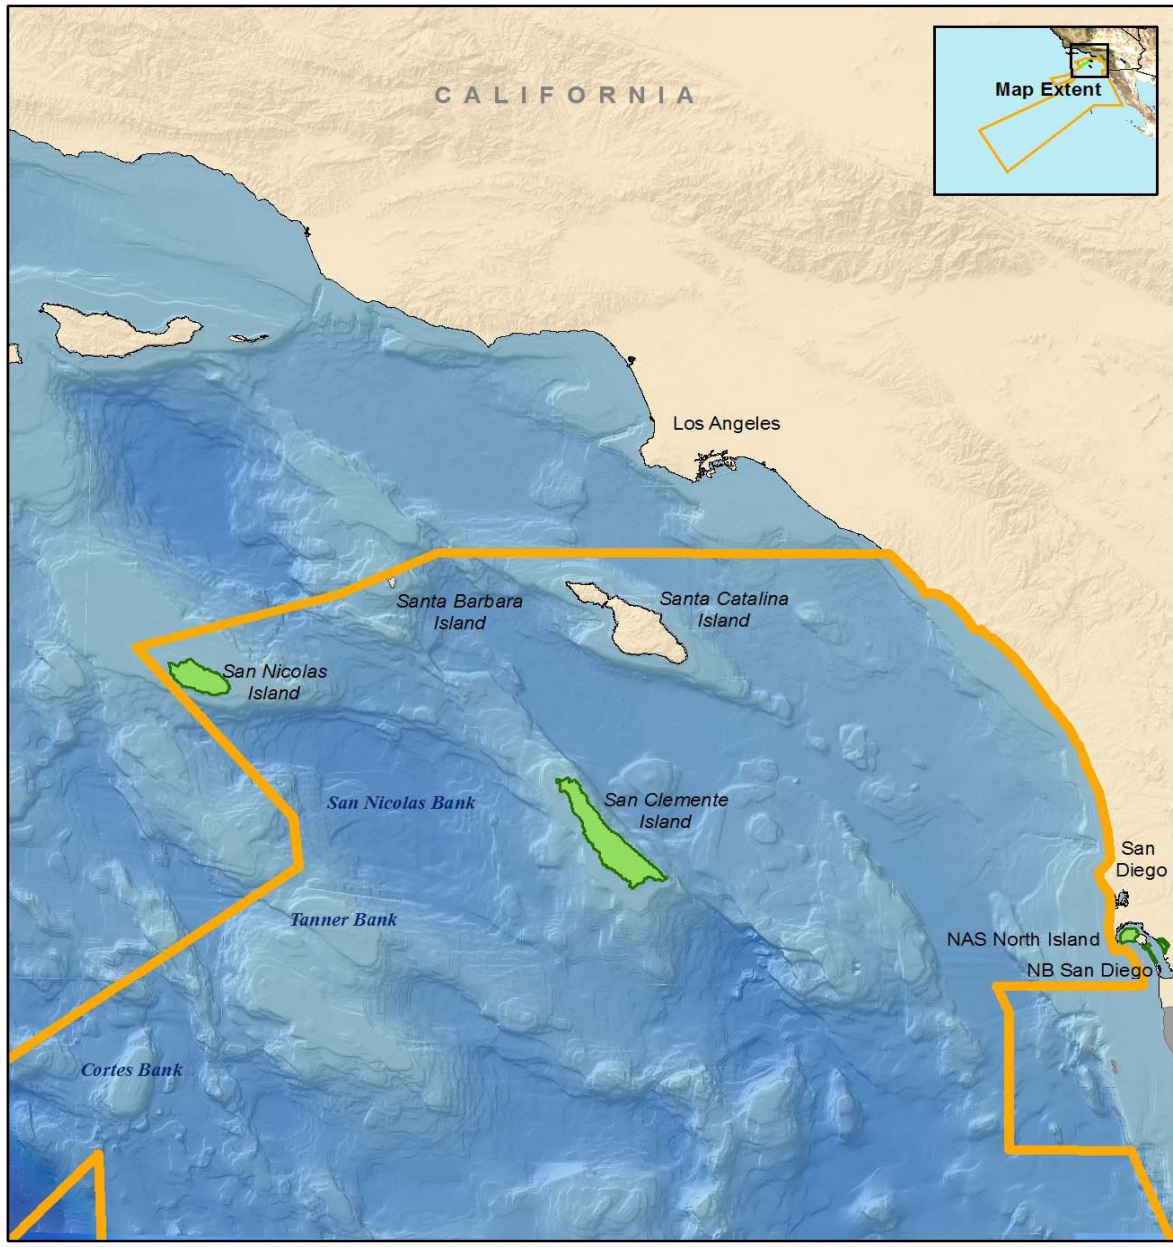 CALIFORNIA
Map Extent
Los Angeles
Santa Barbara
Island
Santa Catalina
Island
San Nicolas
Island
San Nicolas Bank
San Clemente
Island
San
Diego
Tanner Bank
NAS North Island
NB San Diego
Cortes Bank